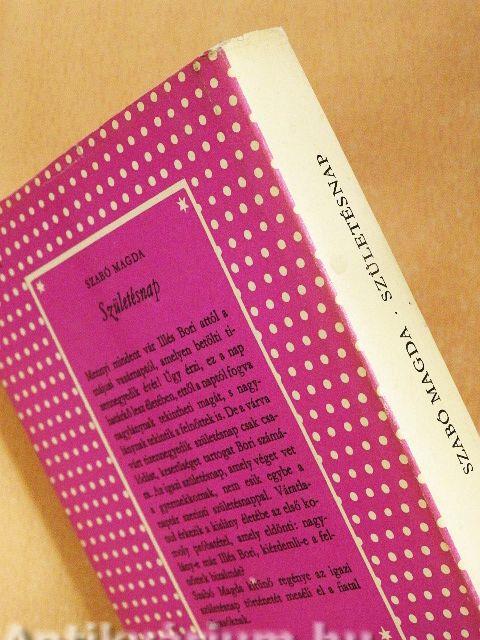 SZABÓ MAGDA · SZÜLETÉSNAP
SZABÓ MAGDA
Születésnap
Mennyi mindent vár Illés Bori attól a
májusi vasárnaptól, amelyen betölti ti-
zennegyedik évét! Úgy érzi, ez a nap
lesz életében, ettől a naptól fogva
nagylánynak tekintheti magát, s nagy-
lánynak tekintik a felnőttek is. De a várva
várt tizennegyedik születésnap csak csa-
lódást, keserűséget tartogat Bori számá-
ra. Az igazi születésnap, amely véget vet
a gyermekkornak, nem esik egybe a
naptár szerinti születésnappal. Váratla-
nul érkezik a kislány életébe az első ko-
moly próbatétel, amely eldönti: nagy-
lány-e már Illés Bori, kiérdemli-e a fel-
nőttek bizalmát?
Szabó Magda kitűnő regénye az igazi
születésnap történetét meséli el a fiatal
olvasóknak.
Antikvárium.hu